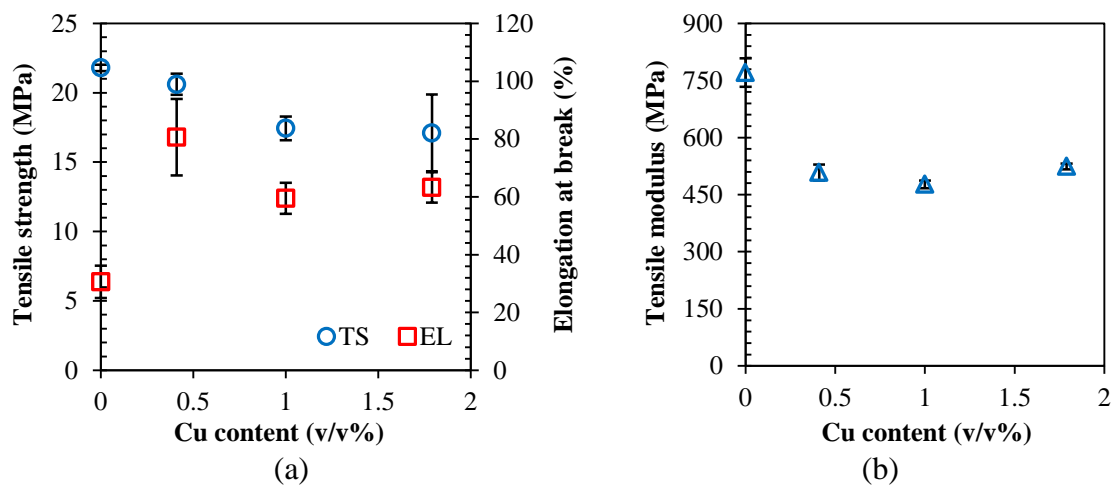 25
20
15
10
5
0
Tensile strength (MPa)
120
100
80
60
40
20
0
Elongation at break (%)
TS
EL
0 0.5 1 1.5 2
Cu content (v/v%)
(a)
900
750
600
450
300
150
0
Tensile modulus (MPa)
0 0.5 1 1.5 2
Cu content (v/v%)
(b)